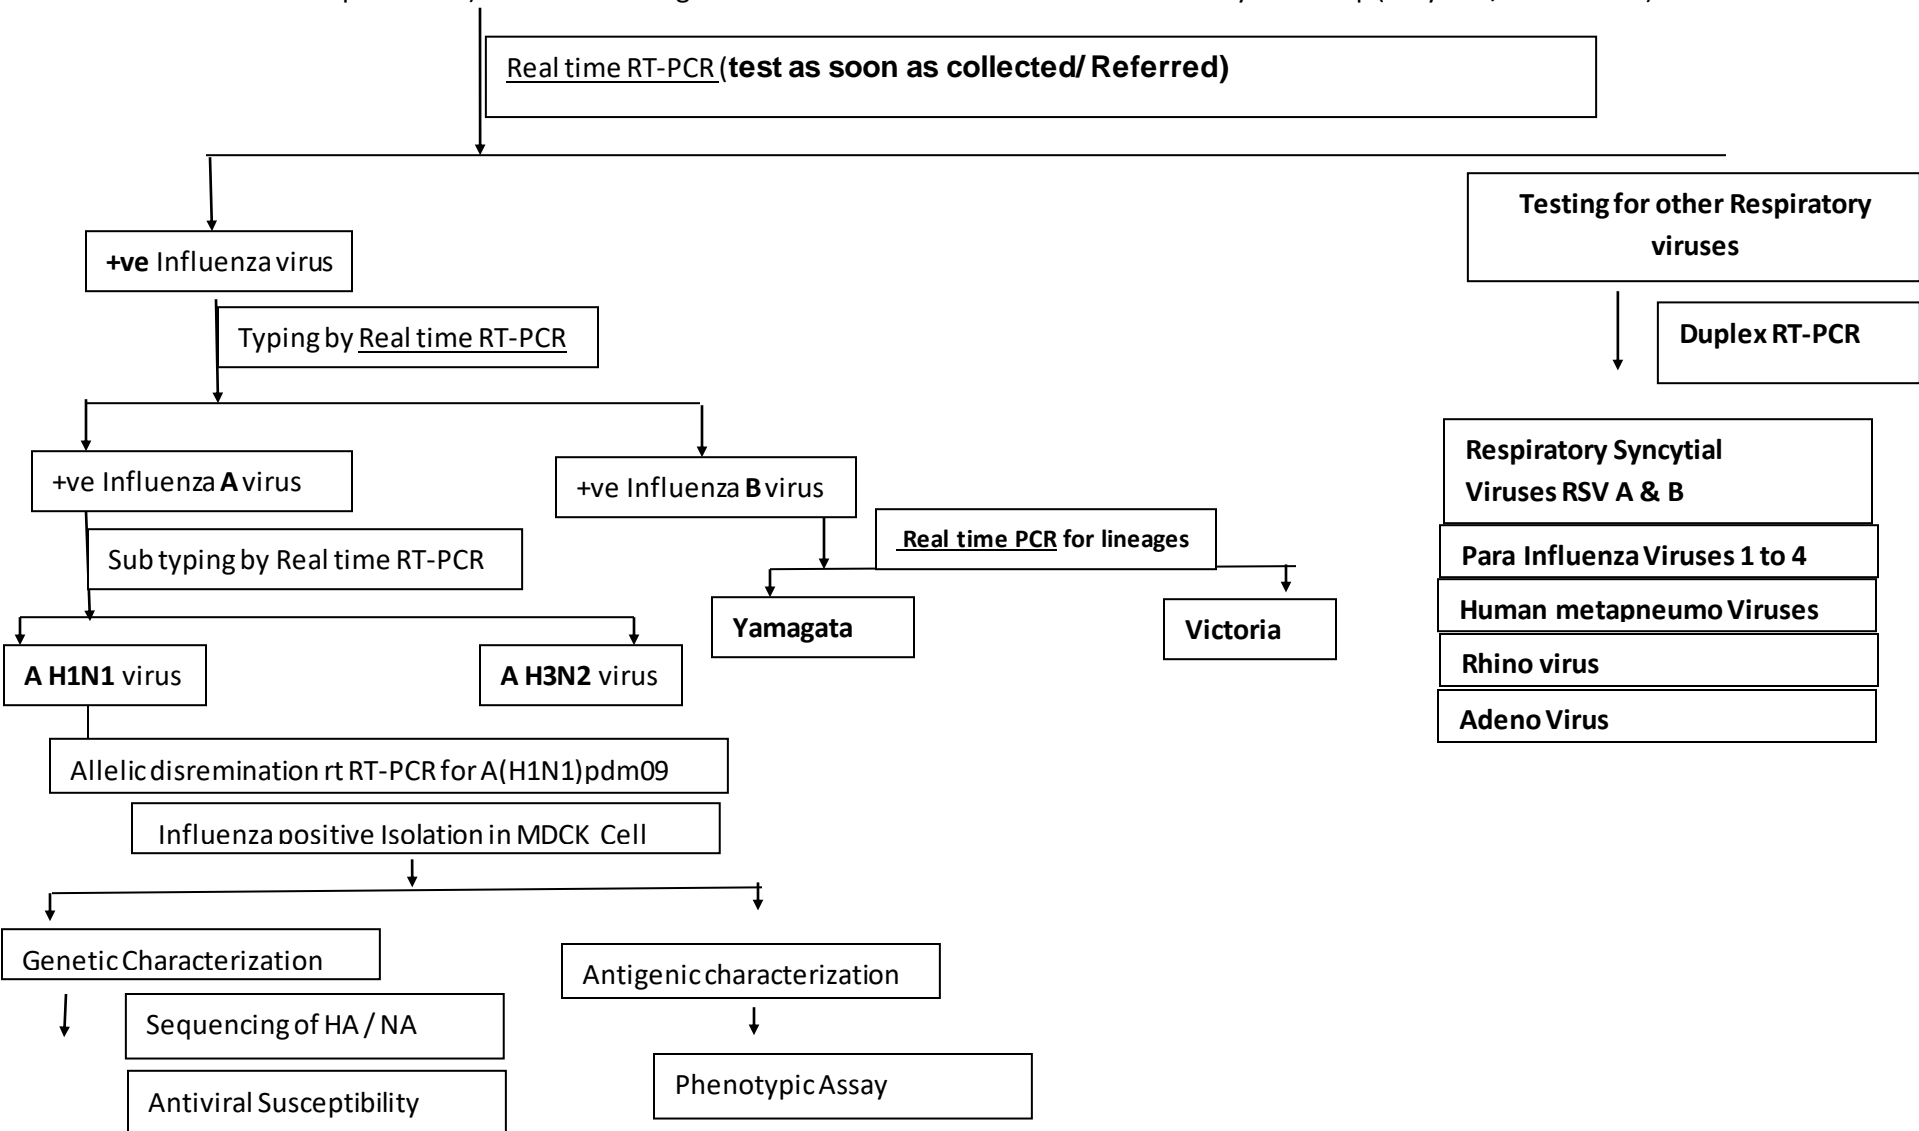 Real time RT-PCR (test as soon as collected/ Referred)
Testing for other Respiratory
viruses
+ve Influenza virus
Typing by Real time RT-PCR
Duplex RT-PCR
+ve Influenza A virus
+ve Influenza B virus
Respiratory Syncytial
Viruses RSV A & B
Real time PCR for lineages
Sub typing by Real time RT-PCR
Para Influenza Viruses 1 to 4
Human metapneumo Viruses
Yamagata
Victoria
Rhino virus
A H1N1 virus
A H3N2 virus
Adeno Virus
Allelic disremination rt RT-PCR for A(H1N1)pdm09
Influenza positive Isolation in MDCK Cell
Genetic Characterization
Antigenic characterization
Sequencing of HA / NA
Phenotypic Assay
Antiviral Susceptibility